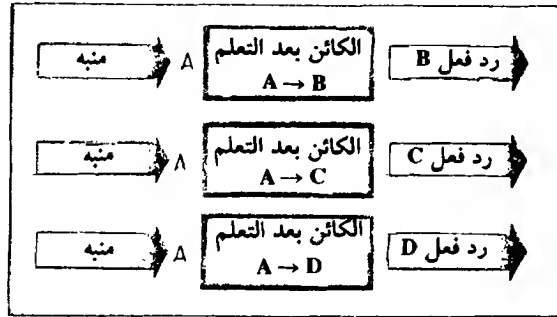 منبه A الكائن بعد التعلم رد فعل B
A → B
منبه A الكائن بعد التعلم رد فعل C
A → C
منبه A الكائن بعد التعلم رد فعل D
A → D